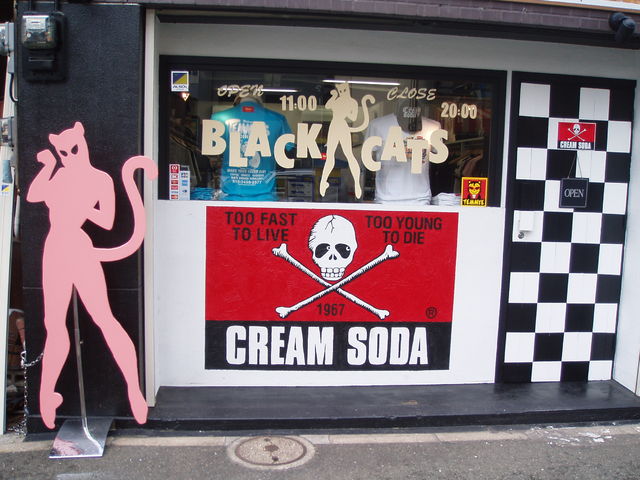 OPEN
CLOSE
11:00
20:00
BLACK CATS
TOO FAST
TO LIVE
TOO YOUNG
TO DIE
1967
®
CREAM SODA
CREAM SODA
OPEN